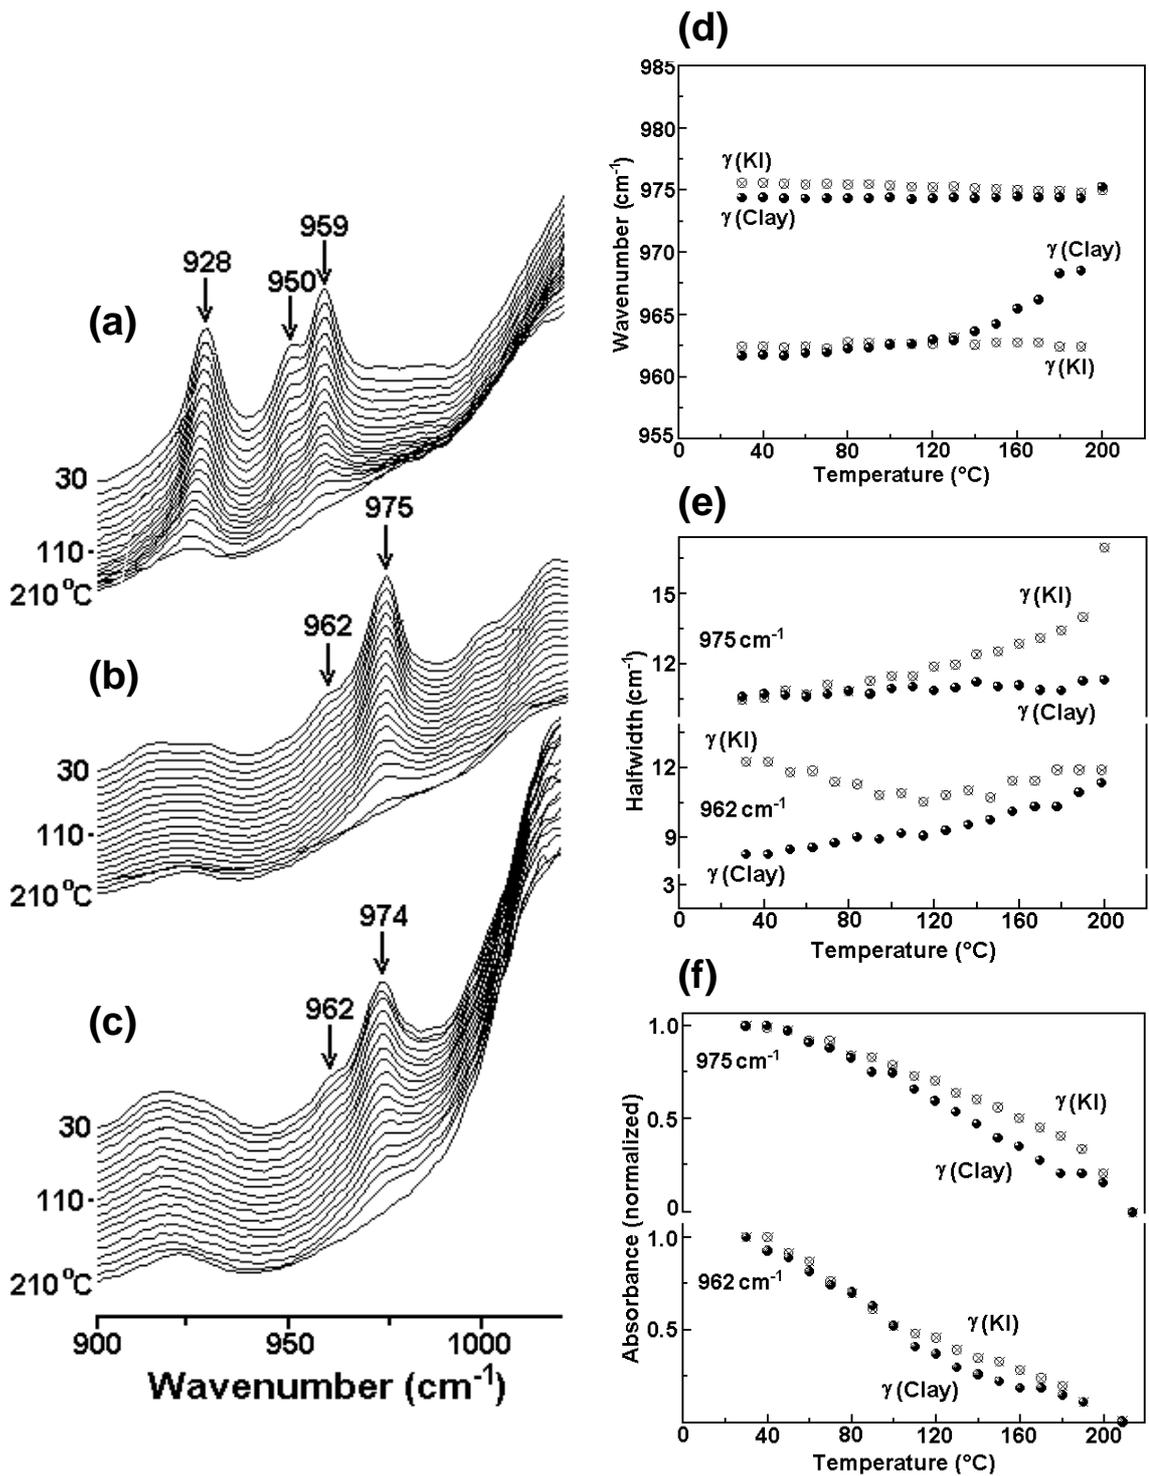 (a)
928
950
959
30
110
210 °C
(b)
962
975
30
110
210 °C
(c)
962
974
30
110
210 °C
900 950 1000
Wavenumber (cm-1)
(d)
985
980
975
970
965
960
955
Wavenumber (cm-1)
γ (KI)
γ (Clay)
γ (Clay)
γ (KI)
0 40 80 120 160 200
Temperature (°C)
(e)
15
12
12
9
3
Halfwidth (cm-1)
γ (KI)
975 cm-1
γ (Clay)
γ (KI)
962 cm-1
γ (Clay)
0 40 80 120 160 200
Temperature (°C)
(f)
1.0
0.5
0
1.0
0.5
Absorbance (normalized)
975 cm-1
γ (KI)
γ (Clay)
962 cm-1
γ (KI)
γ (Clay)
0 40 80 120 160 200
Temperature (°C)